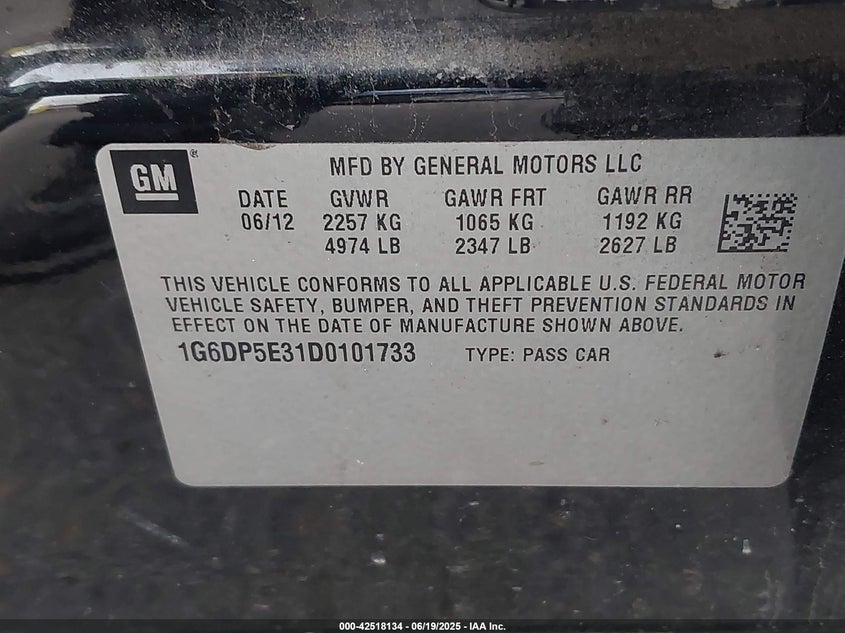 GM ®
MFD BY GENERAL MOTORS LLC
DATE GVWR GAWR FRT GAWR RR
06/12 2257 KG 1065 KG 1192 KG
4974 LB 2347 LB 2627 LB
THIS VEHICLE CONFORMS TO ALL APPLICABLE U.S. FEDERAL MOTOR
VEHICLE SAFETY, BUMPER, AND THEFT PREVENTION STANDARDS IN
EFFECT ON THE DATE OF MANUFACTURE SHOWN ABOVE.
1G6DP5E31D0101733 TYPE: PASS CAR
000-42518134 - 06/19/2025 - IAA Inc.